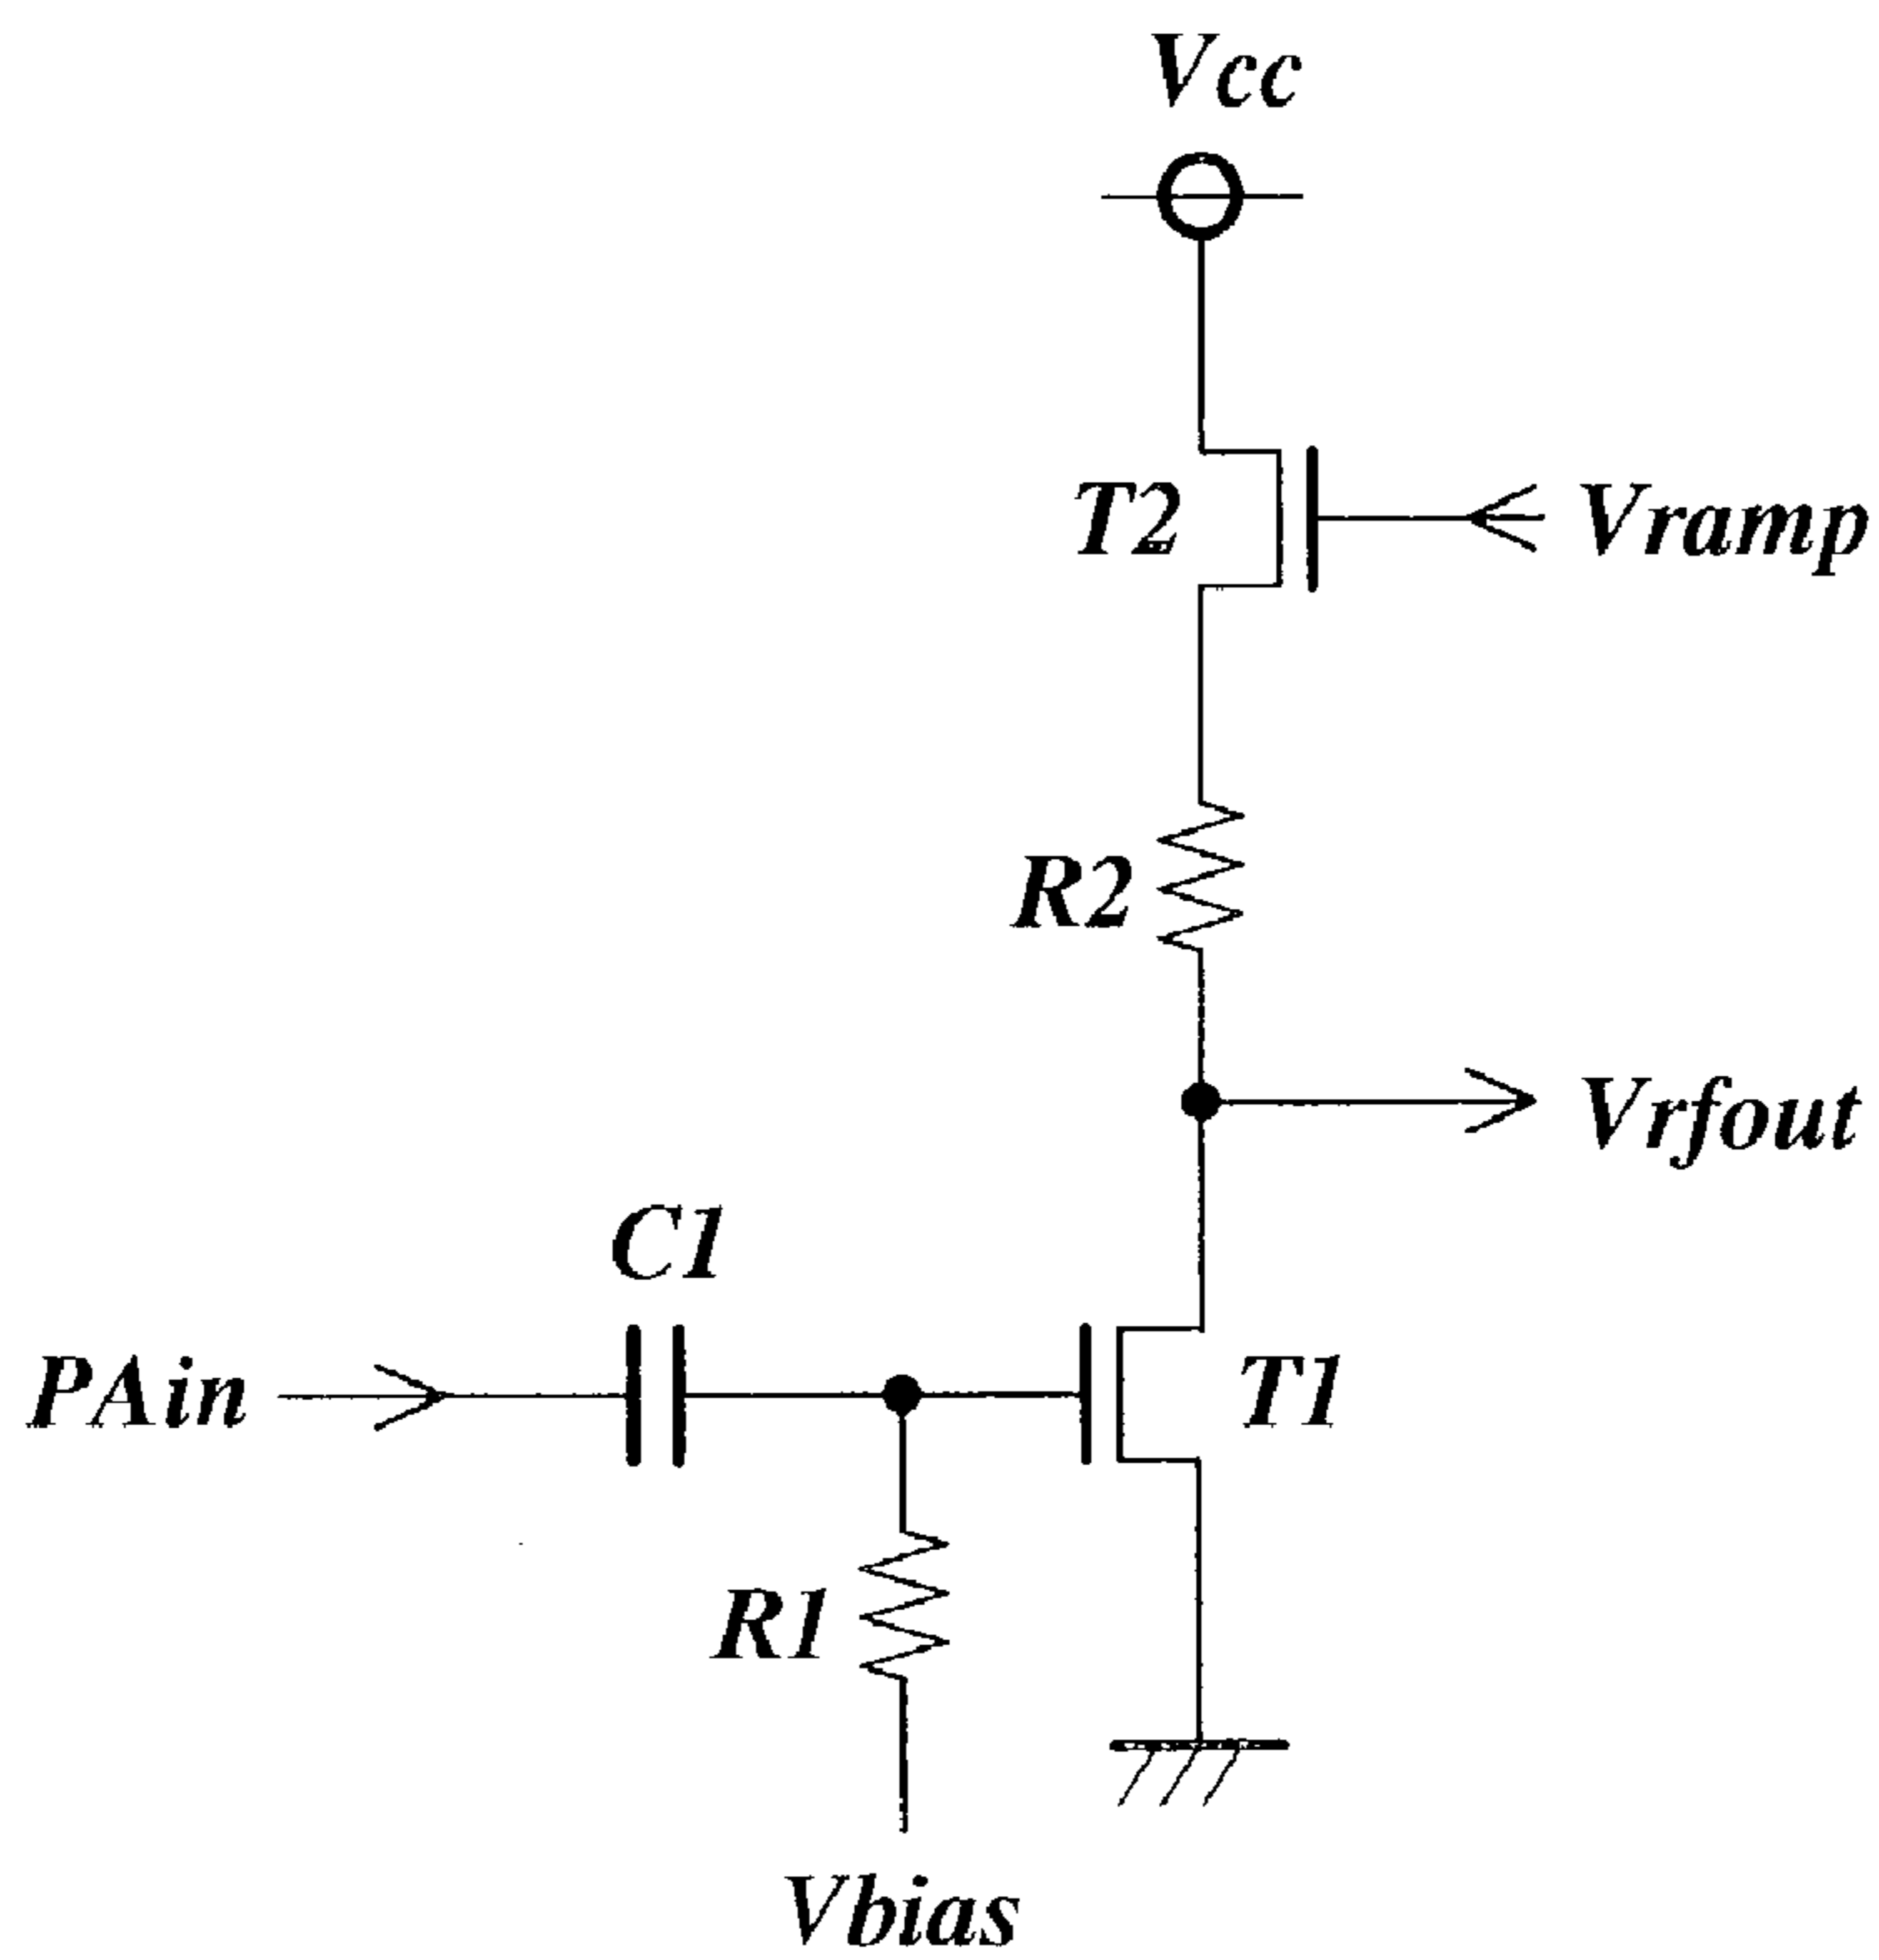 Vcc
T2
Vramp
R2
Vrfout
C1
PAin
T1
R1
Vbias